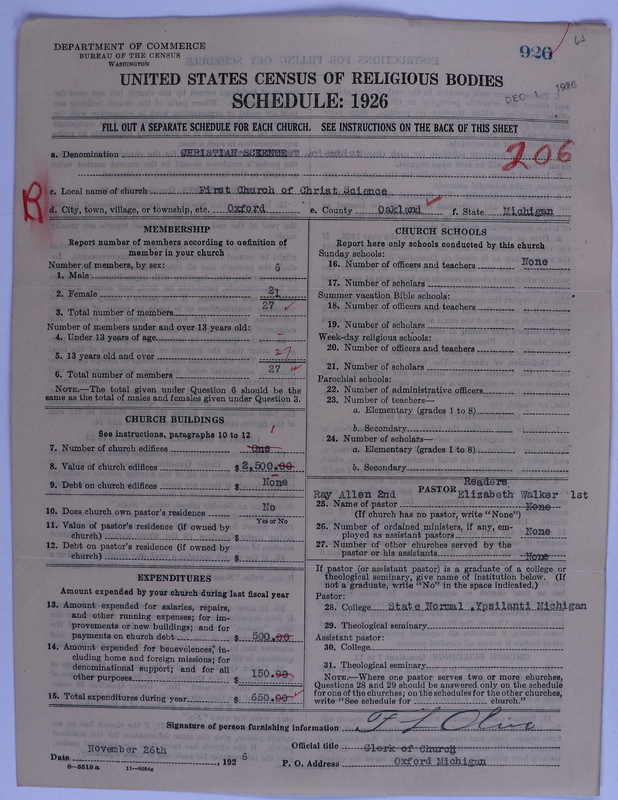 DEPARTMENT OF COMMERCE
BUREAU OF THE CENSUS
WASHINGTON
926
DEC 1 1926
UNITED STATES CENSUS OF RELIGIOUS BODIES
SCHEDULE: 1926
FILL OUT A SEPARATE SCHEDULE FOR EACH CHURCH. SEE INSTRUCTIONS ON THE BACK OF THIS SHEET
a. Denomination CHRISTIAN SCIENCE
206
R
c. Local name of church First Church of Christ Science
d. City, town, village, or township, etc. Oxford e. County Oakland f. State Michigan
MEMBERSHIP
Report number of members according to definition of
member in your church
Number of members, by sex:
1. Male 6
2. Female 21
3. Total number of members 27
Number of members under and over 13 years old:
4. Under 13 years of age –
5. 13 years old and over 27
6. Total number of members 27
NOTE.—The total given under Question 6 should be
same as the total of males and females given under Question 3.
CHURCH BUILDINGS
See instructions, paragraphs 10 to 12
7. Number of church edifices One 1
8. Value of church edifices $2,500.00
9. Debt on church edifices $ None
10. Does church own pastor's residence No
Yes or No
11. Value of pastor's residence (if owned by
church) $
12. Debt on pastor's residence (if owned by
church) $
EXPENDITURES
Amount expended by your church during last fiscal year
13. Amount expended for salaries, repairs,
and other running expenses; for im-
provements or new buildings; and for
payments on church debt $ 500.00
14. Amount expended for benevolences, in-
cluding home and foreign missions; for
denominational support; and for all
other purposes $ 150.00
15. Total expenditures during year $ 650.00
CHURCH SCHOOLS
Report here only schools conducted by this church
Sunday schools:
16. Number of officers and teachers None
17. Number of scholars
Summer vacation Bible schools:
18. Number of officers and teachers
19. Number of scholars
Week-day religious schools:
20. Number of officers and teachers
21. Number of scholars
Parochial schools:
22. Number of administrative officers
23. Number of teachers—
a. Elementary (grades 1 to 8)
b. Secondary
24. Number of scholars—
a. Elementary (grades 1 to 8)
b. Secondary
Readers
Ray Allen 2nd PASTOR Elizabeth Walker 1st
25. Name of pastor None
(If church has no pastor, write "None")
26. Number of ordained ministers, if any, em-
ployed as assistant pastors None
27. Number of other churches served by the
pastor or his assistants None
If pastor (or assistant pastor) is a graduate of a college or
theological seminary, give name of institution below. (If
not a graduate, write "No" in the space indicated.)
Pastor:
28. College State Normal ,Ypsilanti Michigan
29. Theological seminary
Assistant pastor:
30. College
31. Theological seminary
NOTE.—Where one pastor serves two or more churches,
Questions 28 and 29 should be answered only on the schedule
for one of the churches; on the schedules for the other churches,
write "See schedule for church."
Signature of person furnishing information
Official title Clerk of Church
Date November 26th, 1926
P. O. Address Oxford Michigan